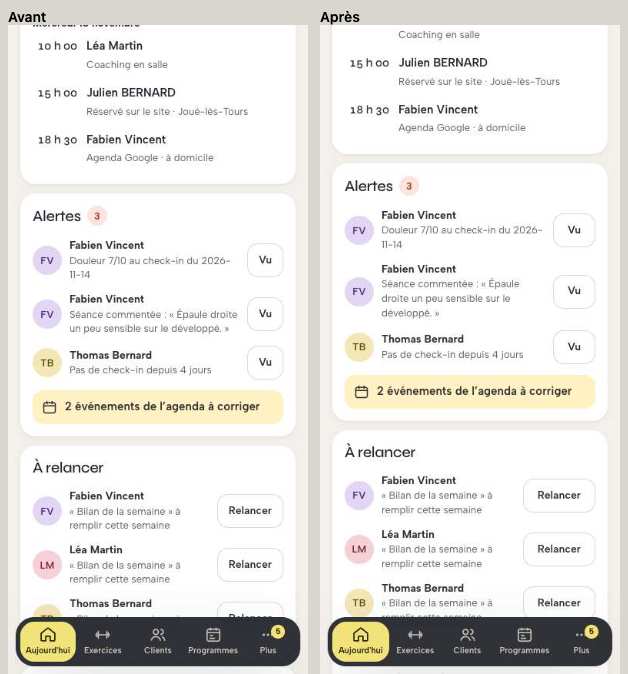 Avant
Mercredi 18 novembre
10 h 00 Léa Martin
Coaching en salle
15 h 00 Julien BERNARD
Réservé sur le site · Joué-lès-Tours
18 h 30 Fabien Vincent
Agenda Google · à domicile
Alertes 3
Fabien Vincent
FV Douleur 7/10 au check-in du 2026-
11-14
Vu
Fabien Vincent
FV Séance commentée : « Épaule droite
un peu sensible sur le développé. »
Vu
Thomas Bernard
TB Pas de check-in depuis 4 jours
Vu
2 événements de l'agenda à corriger
À relancer
Fabien Vincent
FV « Bilan de la semaine » à
remplir cette semaine
Relancer
Léa Martin
LM « Bilan de la semaine » à
remplir cette semaine
Relancer
Thomas Bernard
TB
Relancer
Aujourd'hui Exercices Clients Programmes Plus 5
Après
Coaching en salle
15 h 00 Julien BERNARD
Réservé sur le site · Joué-lès-Tours
18 h 30 Fabien Vincent
Agenda Google · à domicile
Alertes 3
Fabien Vincent
FV Douleur 7/10 au check-in du 2026-
11-14
Vu
Fabien Vincent
FV Séance commentée : « Épaule
droite un peu sensible sur le
développé. »
Vu
Thomas Bernard
TB Pas de check-in depuis 4 jours
Vu
2 événements de l'agenda à corriger
À relancer
Fabien Vincent
FV « Bilan de la semaine » à
remplir cette semaine
Relancer
Léa Martin
LM « Bilan de la semaine » à
remplir cette semaine
Relancer
Thomas Bernard
TB « Bilan de la semaine » à
remplir cette semaine
Relancer
Aujourd'hui Exercices Clients Programmes Plus 5